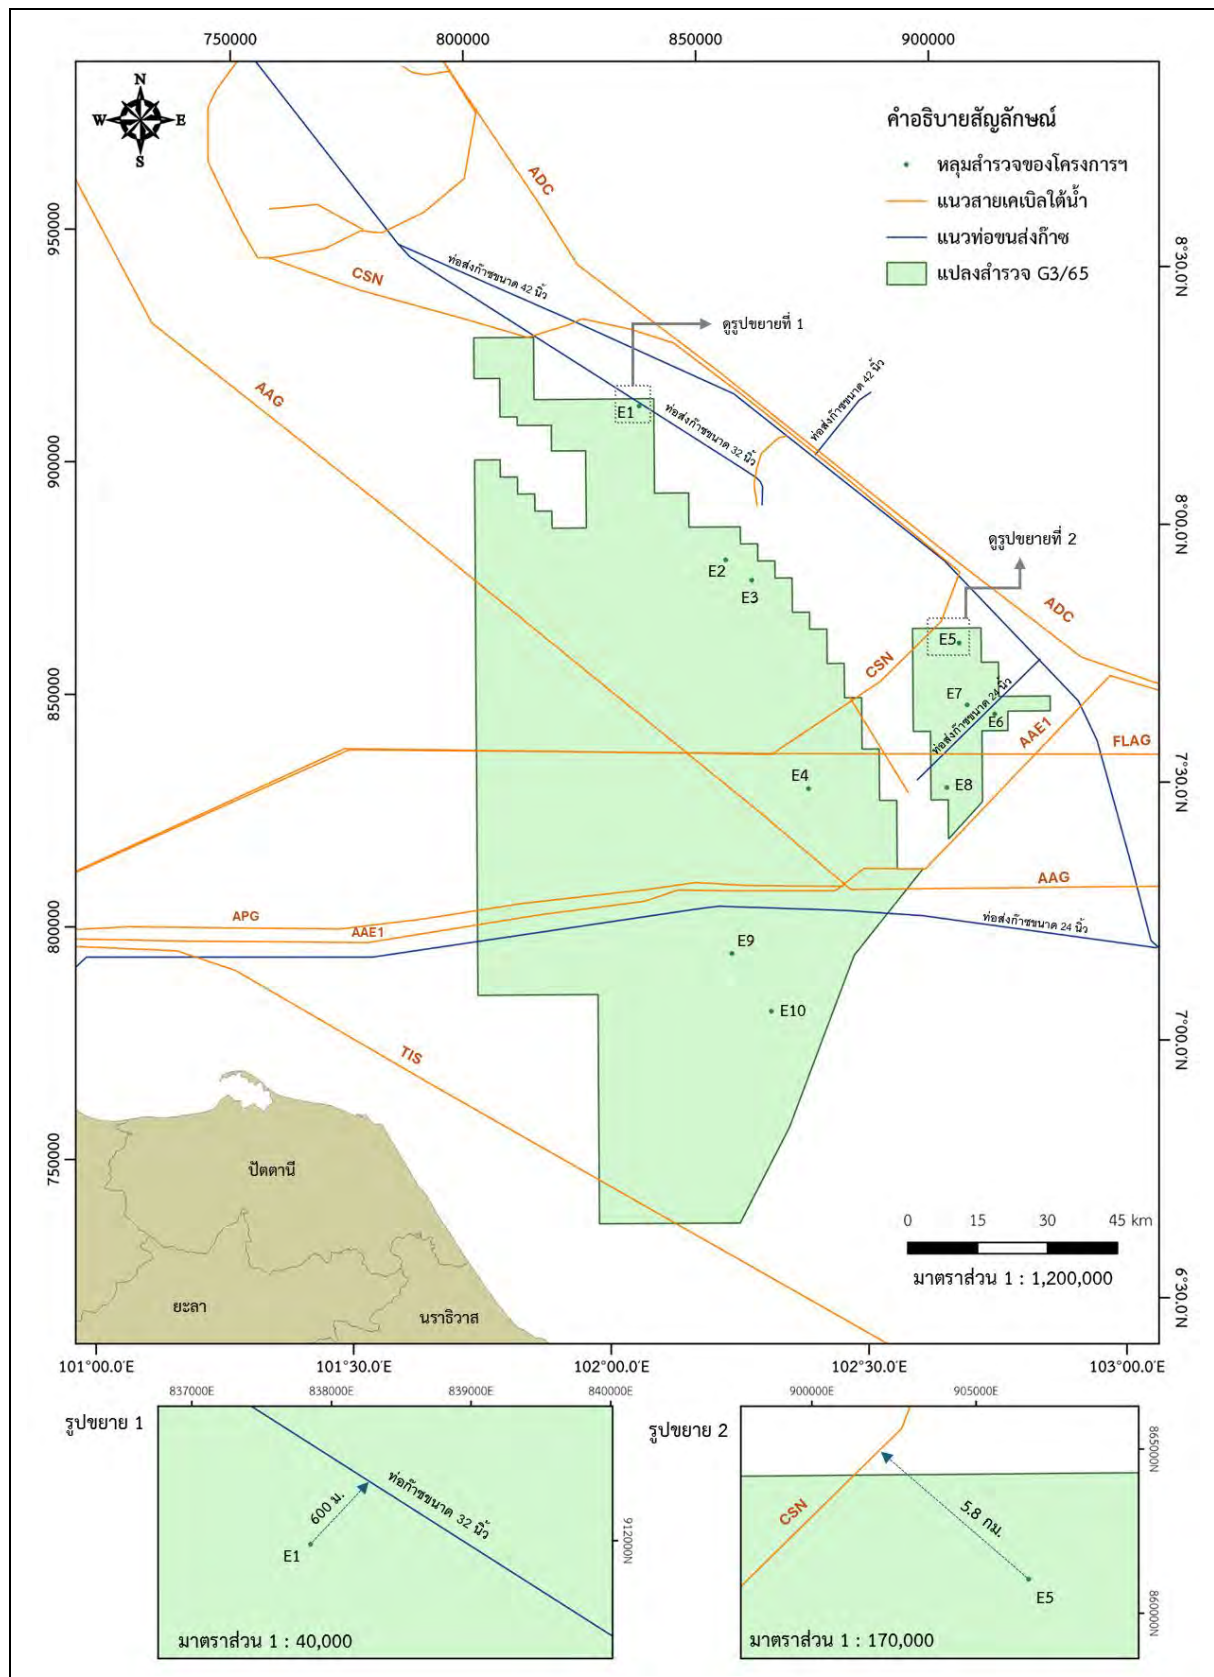 750000
800000
850000
900000
N
W
E
S
950000
900000
850000
800000
750000
8°30.0'N
8°00.0'N
7°30.0'N
7°00.0'N
6°30.0'N
คำอธิบายสัญลักษณ์
หลุมสำรวจของโครงการฯ
แนวสายเคเบิลใต้น้ำ
แนวท่อขนส่งก๊าซ
แปลงสำรวจ G3/65
ADC
CSN
ท่อส่งก๊าซขนาด 42 นิ้ว
ดูรูปขยายที่ 1
AAG
E1
ท่อส่งก๊าซขนาด 32 นิ้ว
ท่อส่งก๊าซขนาด 42 นิ้ว
ดูรูปขยายที่ 2
E2
E3
ADC
E5
CSN
E7
E6
ท่อส่งก๊าซขนาด 24 นิ้ว
AAE1
FLAG
E4
E8
AAG
APG
AAE1
ท่อส่งก๊าซขนาด 24 นิ้ว
E9
E10
TIS
ปัตตานี
ยะลา
นราธิวาส
0 15 30 45 km
มาตราส่วน 1 : 1,200,000
101°00.0'E
101°30.0'E
102°00.0'E
102°30.0'E
103°00.0'E
รูปขยาย 1
837000E
838000E
839000E
840000E
912000N
ท่อก๊าซขนาด 32 นิ้ว
600 ม.
E1
มาตราส่วน 1 : 40,000
รูปขยาย 2
900000E
905000E
865000N
860000N
CSN
5.8 กม.
E5
มาตราส่วน 1 : 170,000